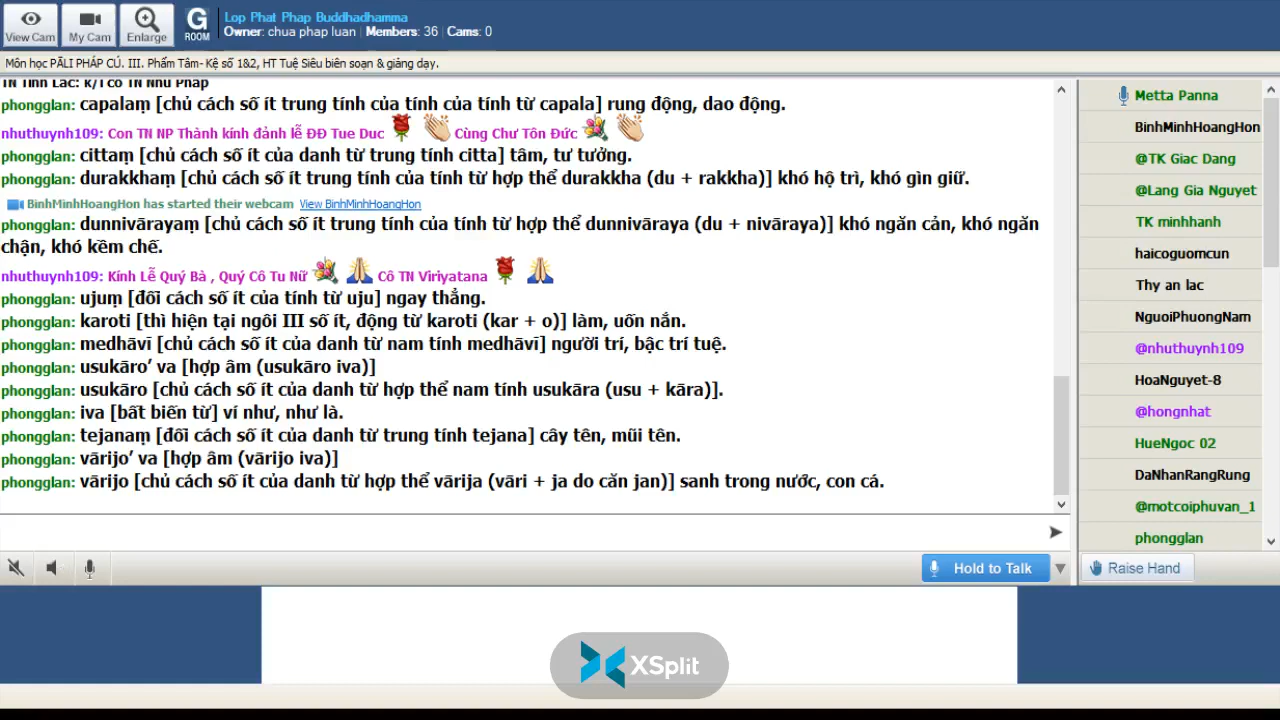 View Cam
My Cam
Enlarge
G
ROOM
Lop Phat Phap Buddhadhamma
Owner: chua phap luan | Members: 36 | Cams: 0
Môn học PĀLI PHÁP CÚ. III. Phẩm Tâm- Kệ số 1&2, HT Tuệ Siêu biên soạn & giảng dạy.
TN Tinh Lac: k/t co TN Nhu Phap
phongglan: capalaṃ [chủ cách số ít trung tính của tính của tính từ capala] rung động, dao động.
nhuthuynh109: Con TN NP Thành kính đảnh lễ ĐĐ Tue Duc Cùng Chư Tôn Đức
phongglan: cittaṃ [chủ cách số ít của danh từ trung tính citta] tâm, tư tưởng.
phongglan: durakkhaṃ [chủ cách số ít trung tính của tính từ hợp thể durakkha (du + rakkha)] khó hộ trì, khó gìn giữ.
BinhMinhHoangHon has started their webcam View BinhMinhHoangHon
phongglan: dunnivārayaṃ [chủ cách số ít trung tính của tính từ hợp thể dunnivāraya (du + nivāraya)] khó ngăn cản, khó ngăn
chận, khó kềm chế.
nhuthuynh109: Kính Lễ Quý Bà , Quý Cô Tu Nữ Cô TN Viriyatana
phongglan: ujuṃ [đối cách số ít của tính từ uju] ngay thẳng.
phongglan: karoti [thì hiện tại ngôi III số ít, động từ karoti (kar + o)] làm, uốn nắn.
phongglan: medhāvī [chủ cách số ít của danh từ nam tính medhāvī] người trí, bậc trí tuệ.
phongglan: usukāro’ va [hợp âm (usukāro iva)]
phongglan: usukāro [chủ cách số ít của danh từ hợp thể nam tính usukāra (usu + kāra)].
phongglan: iva [bất biến từ] ví như, như là.
phongglan: tejanaṃ [đối cách số ít của danh từ trung tính tejana] cây tên, mũi tên.
phongglan: vārijo’ va [hợp âm (vārijo iva)]
phongglan: vārijo [chủ cách số ít của danh từ hợp thể vārija (vāri + ja do căn jan)] sanh trong nước, con cá.
Hold to Talk
Metta Panna
BinhMinhHoangHon
@TK Giac Dang
@Lang Gia Nguyet
TK minhhanh
haicoguomcun
Thy an lac
NguoiPhuongNam
@nhuthuynh109
HoaNguyet-8
@hongnhat
HueNgoc 02
DaNhanRangRung
@motcoiphuvan_1
phongglan
Raise Hand
XSplit